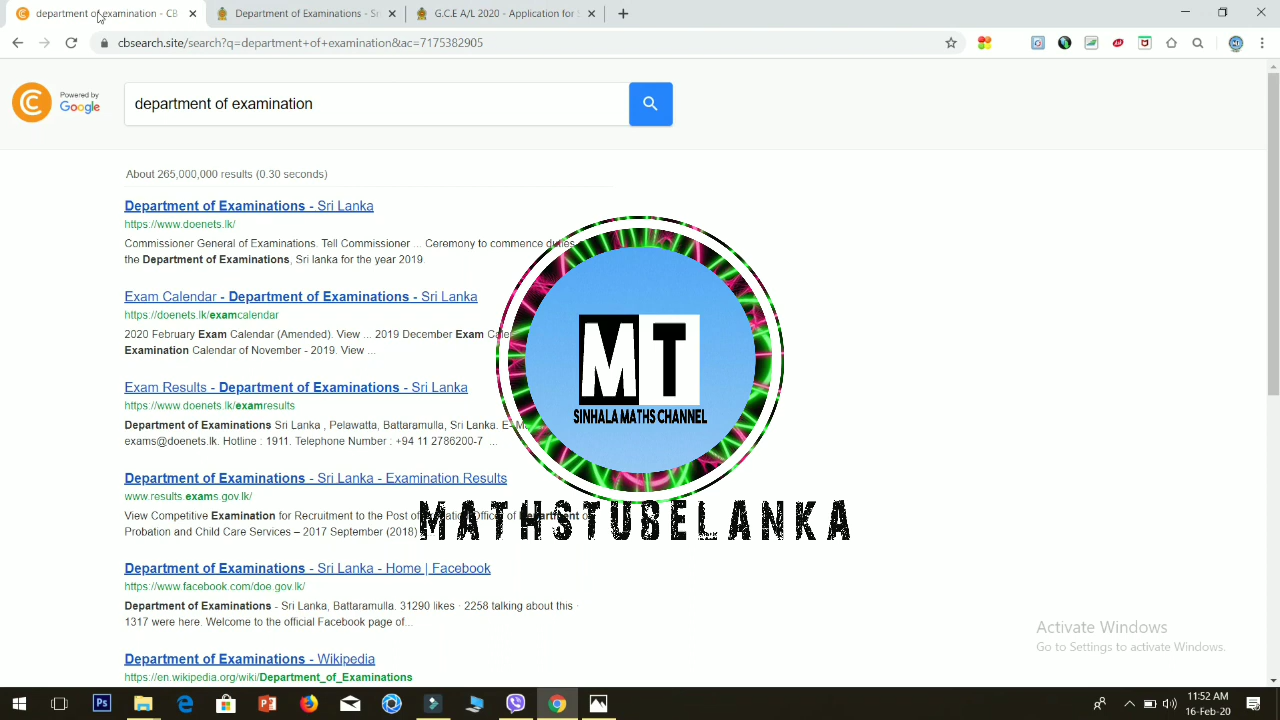 department of examination - CB
Department of Examinations - Sri
G.C.E A/L 2020 - Application for S
cbsearch.site/search?q=department+of+examination&ac=7175382905
Powered by
Google
department of examination
About 265,000,000 results (0.30 seconds)
Department of Examinations - Sri Lanka
https://www.doenets.lk/
Commissioner General of Examinations. Tell Commissioner ... Ceremony to commence duties
the Department of Examinations, Sri lanka for the year 2019.
Exam Calendar - Department of Examinations - Sri Lanka
https://doenets.lk/examcalendar
2020 February Exam Calendar (Amended). View ... 2019 December Exam
Examination Calendar of November - 2019. View ...
Exam Results - Department of Examinations - Sri Lanka
https://www.doenets.lk/examresults
Department of Examinations Sri Lanka , Pelawatta, Battaramulla, Sri Lanka.
exams@doenets.lk. Hotline : 1911. Telephone Number : +94 11 2786200-7 ...
Department of Examinations - Sri Lanka - Examination Results
www.results.exams.gov.lk/
View Competitive Examination for Recruitment to the Post of Officer of Department
Probation and Child Care Services – 2017 September (2018)
Department of Examinations - Sri Lanka - Home | Facebook
https://www.facebook.com/doe.gov.lk/
Department of Examinations - Sri Lanka, Battaramulla. 31290 likes · 2258 talking about this ·
1317 were here. Welcome to the official Facebook page of...
Department of Examinations - Wikipedia
https://en.wikipedia.org/wiki/Department_of_Examinations
MT
SINHALA MATHS CHANNEL
MATHSTUBELANKA
Activate Windows
Go to Settings to activate Windows.
11:52 AM
16-Feb-20